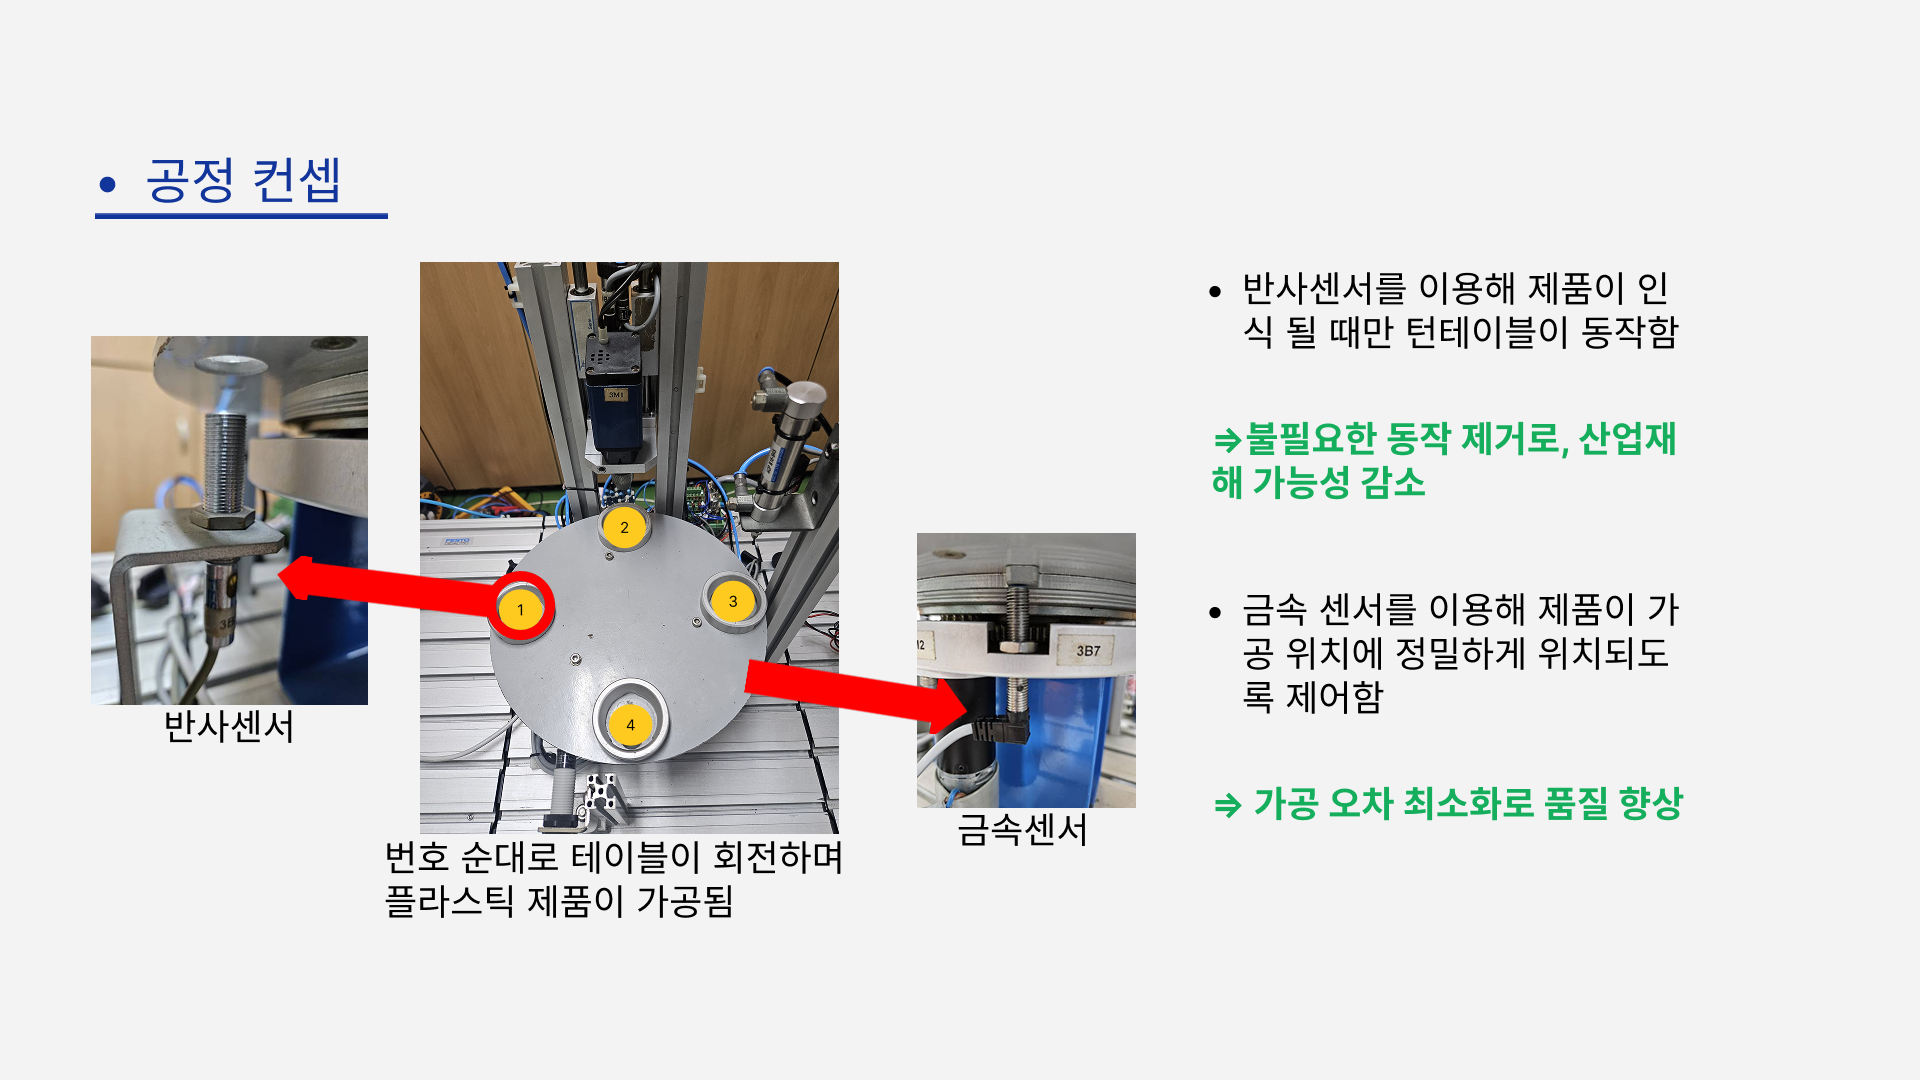 • 공정 컨셉
3M1
FESTO
2
1
3
4
3B7
반사센서
번호 순대로 테이블이 회전하며
플라스틱 제품이 가공됨
금속센서
• 반사센서를 이용해 제품이 인
식 될 때만 턴테이블이 동작함
⇒불필요한 동작 제거로, 산업재
해 가능성 감소
• 금속 센서를 이용해 제품이 가
공 위치에 정밀하게 위치되도
록 제어함
⇒ 가공 오차 최소화로 품질 향상